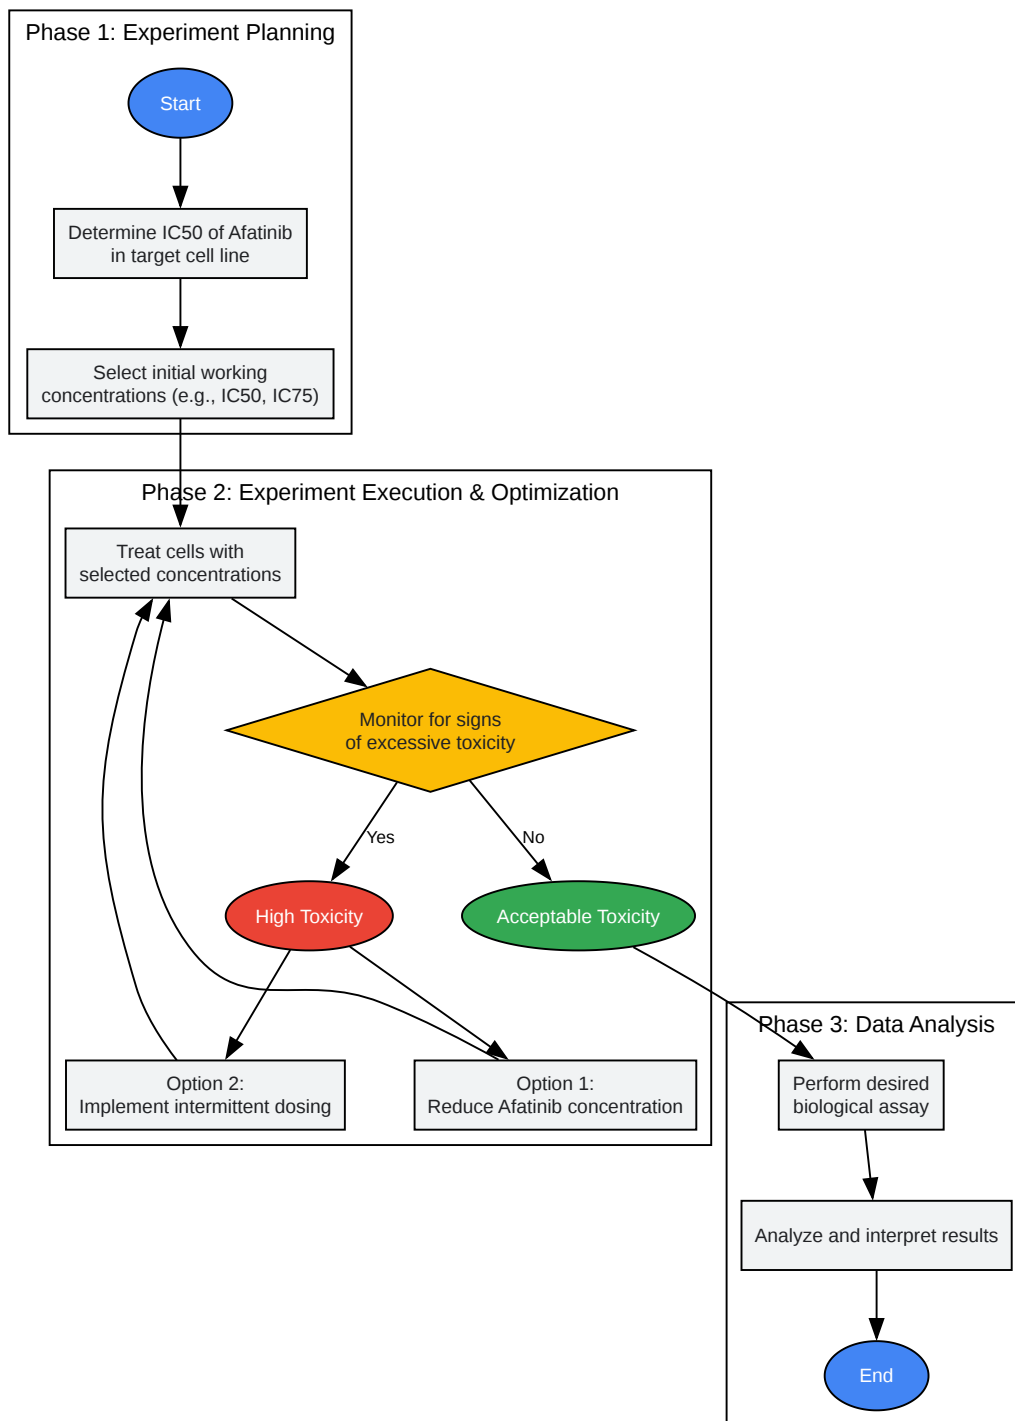 Phase 1: Experiment Planning
Start
Determine IC50 of Afatinib
in target cell line
Select initial working
concentrations (e.g., IC50, IC75)
Phase 2: Experiment Execution & Optimization
Treat cells with
selected concentrations
Monitor for signs
of excessive toxicity
Yes
No
High Toxicity
Acceptable Toxicity
Option 2:
Implement intermittent dosing
Option 1:
Reduce Afatinib concentration
Phase 3: Data Analysis
Perform desired
biological assay
Analyze and interpret results
End